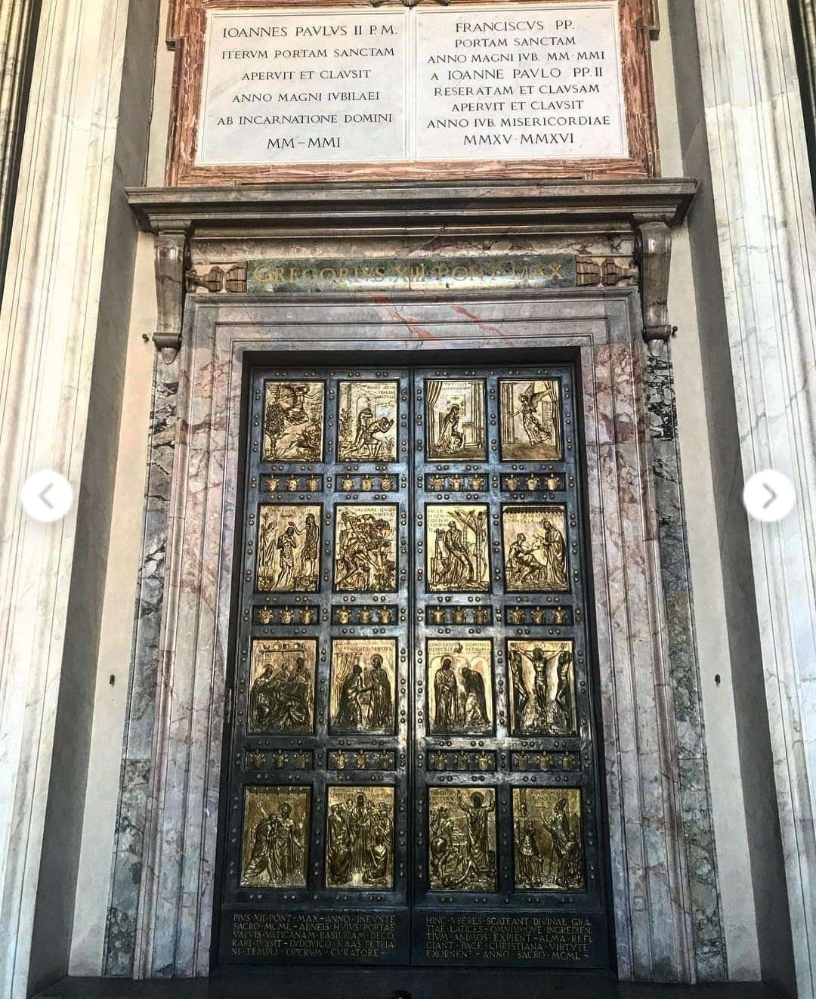 IOANNES PAVLVS II P. M.
ITERVM PORTAM SANCTAM
APERVIT ET CLAVSIT
ANNO MAGNI IVBILAEI
AB INCARNATIONE DOMINI
MM–MMI
FRANCISCVS PP.
PORTAM SANCTAM
ANNO MAGNI IVB. MM·MMI
A IOANNE PAVLO PP. II
RESERATAM ET CLAVSAM
APERVIT ET CLAVSIT
ANNO IVB. MISERICORDIAE
MMXV·MMXVI
GREGORIVS·XIII·PONT·MAX
PIVS·XII·PONT·MAX—ANNO·INEVNTE
SACRO·MCML—AENEIS·HVIVS·PORTAE
VALVIS·VATICANAM·BASILICAM·DECO
RARI·IVSSIT—LVDOVICO·KAAS·PETRIA
NI·TEMPLI·OPERVM·CVRATORE—
HINC·VBERES·SCATEANT·DIVINAE·GRA
TIAE·LATICES—OMNIVMQVE·INGREDIEN
TIVM·ANIMOS·EXPIENT—ALMA·REFI
CIANT·PACE·CHRISTIANA·VIRTVTE
EXORNENT—ANNO·SACRO·MCML—